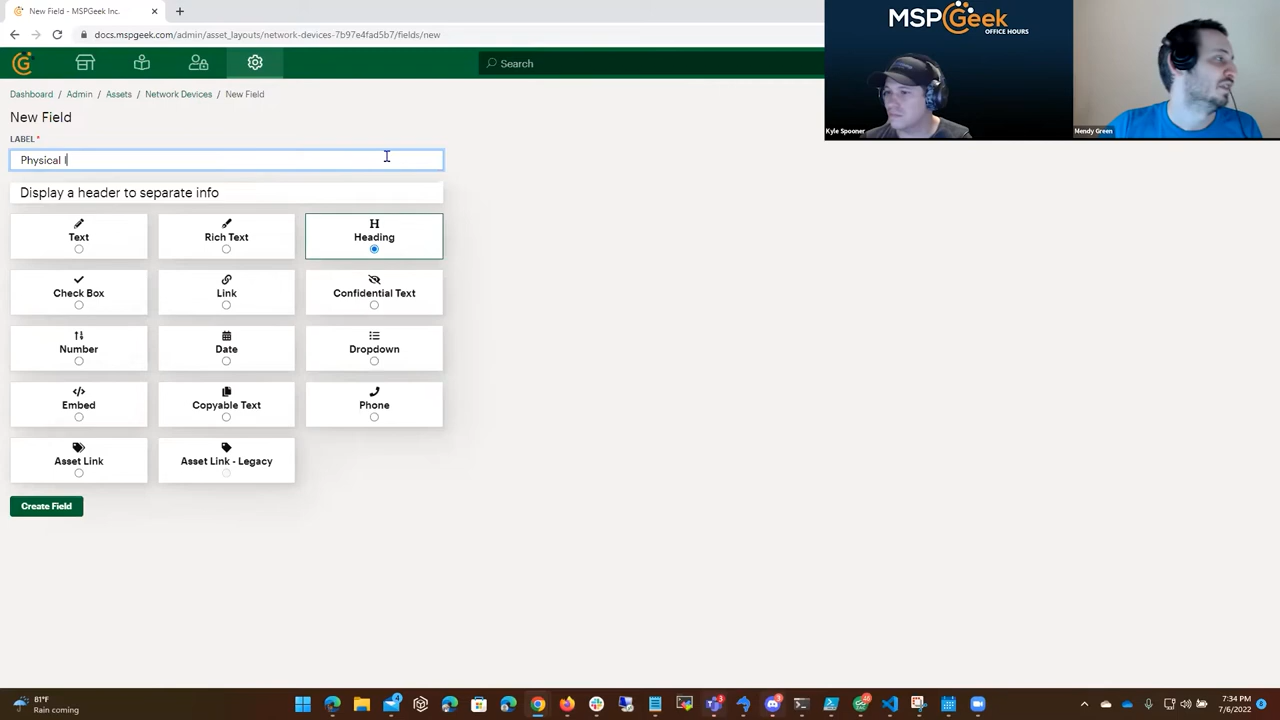 New Field - MSPGeek Inc.
docs.mspgeek.com/admin/asset_layouts/network-devices-7b97e4fad5b7/fields/new
Search
Dashboard / Admin / Assets / Network Devices / New Field
New Field
LABEL *
Physical l
Display a header to separate info
Text
Rich Text
H
Heading
Check Box
Link
Confidential Text
Number
Date
Dropdown
Embed
Copyable Text
Phone
Asset Link
Asset Link - Legacy
Create Field
MSPGeek
OFFICE HOURS
Kyle Spooner
Mendy Green
81°F
Rain coming
7:34 PM
7/6/2022